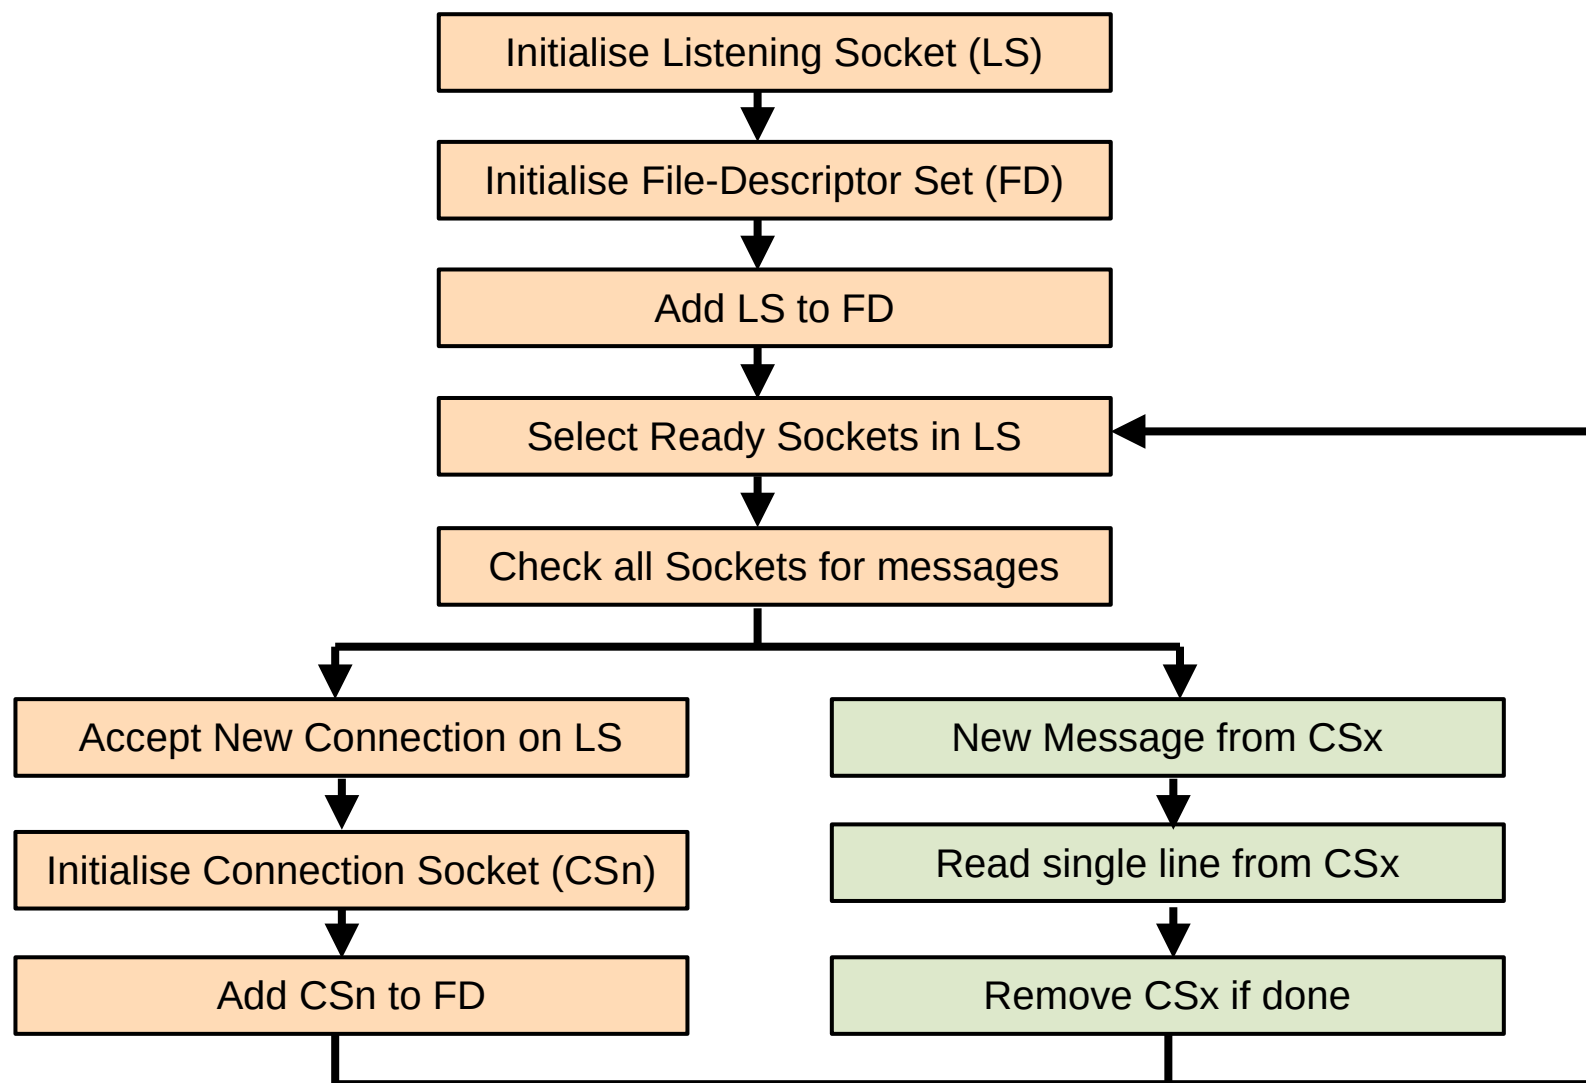 Initialise Listening Socket (LS)
Initialise File-Descriptor Set (FD)
Add LS to FD
Select Ready Sockets in LS
Check all Sockets for messages
Accept New Connection on LS
Initialise Connection Socket (CSn)
Add CSn to FD
New Message from CSx
Read single line from CSx
Remove CSx if done